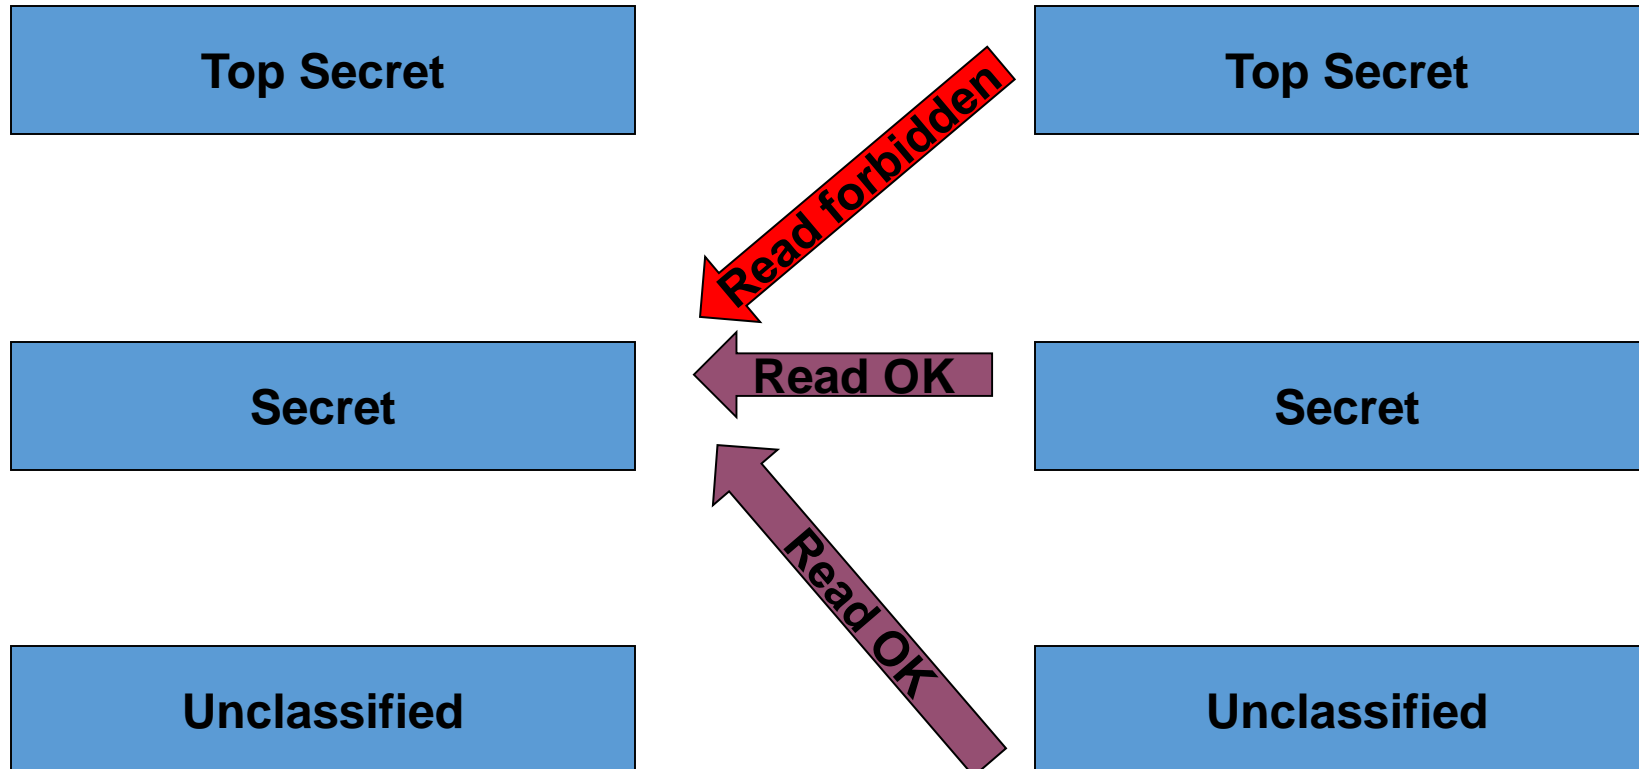 Top Secret
Top Secret
Read forbidden
Secret
Read OK
Secret
Read OK
Unclassified
Unclassified